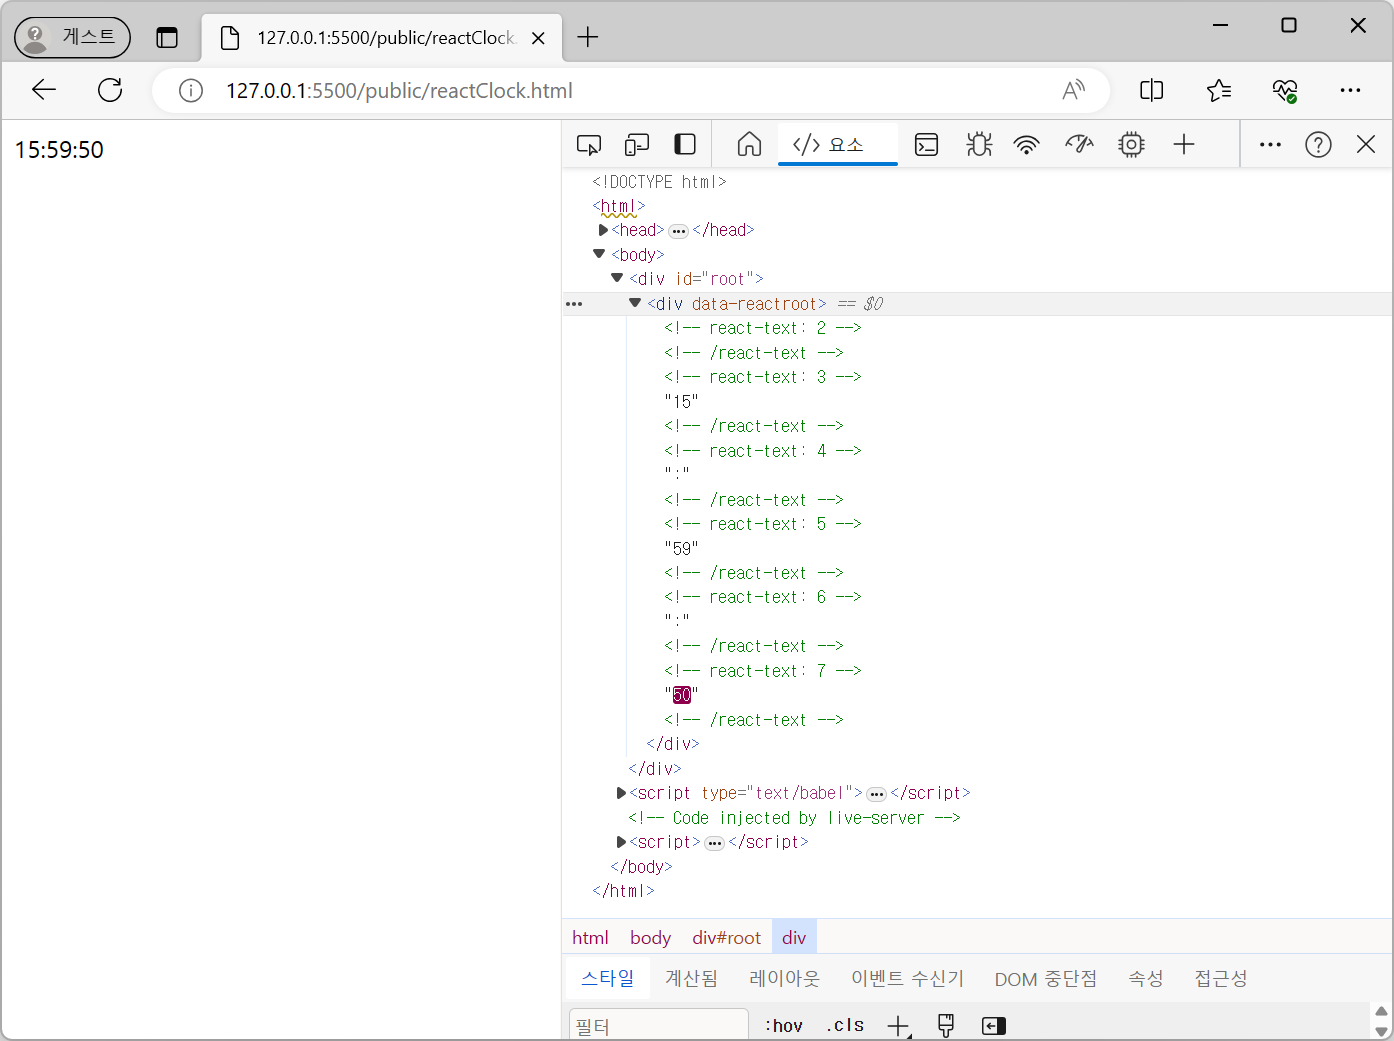 게스트
127.0.0.1:5500/public/reactClock.
127.0.0.1:5500/public/reactClock.html
15:59:50
요소
<!DOCTYPE html>
<html>
<head> ••• </head>
<body>
<div id="root">
••• <div data-reactroot> == $0
<!-- react-text: 2 -->
<!-- /react-text -->
<!-- react-text: 3 -->
"15"
<!-- /react-text -->
<!-- react-text: 4 -->
":"
<!-- /react-text -->
<!-- react-text: 5 -->
"59"
<!-- /react-text -->
<!-- react-text: 6 -->
":"
<!-- /react-text -->
<!-- react-text: 7 -->
"50"
<!-- /react-text -->
</div>
</div>
<script type="text/babel"> ••• </script>
<!-- Code injected by live-server -->
<script> ••• </script>
</body>
</html>
html body div#root div
스타일 계산됨 레이아웃 이벤트 수신기 DOM 중단점 속성 접근성
필터 :hov .cls